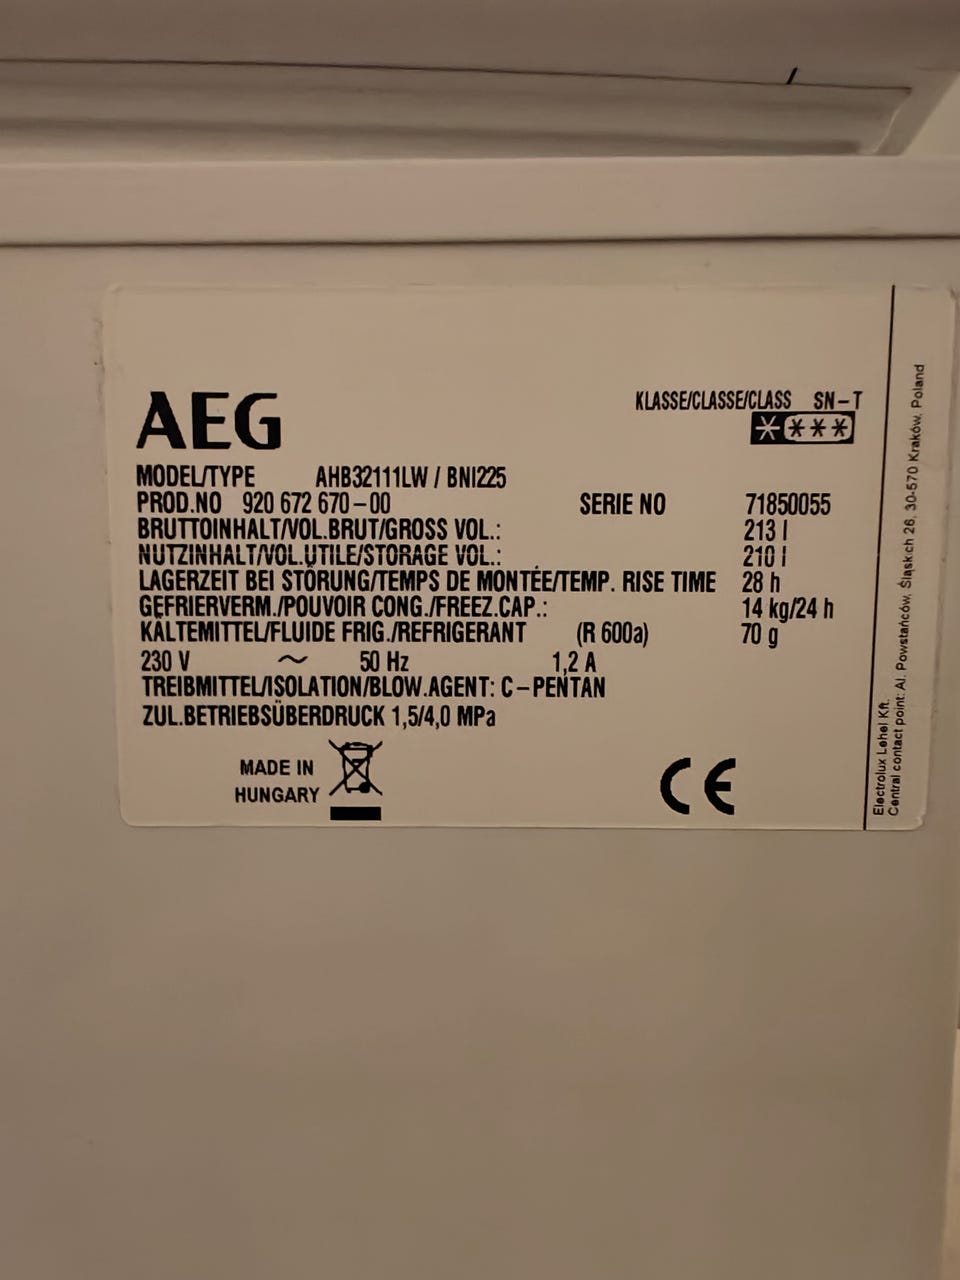 AEG
KLASSE/CLASSE/CLASS SN-T
MODEL/TYPE AHB32111LW / BNI225
PROD.NO 920 672 670-00 SERIE NO 71850055
BRUTTOINHALT/VOL.BRUT/GROSS VOL.: 213 l
NUTZINHALT/VOL.UTILE/STORAGE VOL.: 210 l
LAGERZEIT BEI STÖRUNG/TEMPS DE MONTÉE/TEMP. RISE TIME 28 h
GEFRIERVERM./POUVOIR CONG./FREEZ.CAP.: 14 kg/24 h
KÄLTEMITTEL/FLUIDE FRIG./REFRIGERANT (R 600a) 70 g
230 V ~ 50 Hz 1,2 A
TREIBMITTEL/ISOLATION/BLOW.AGENT: C-PENTAN
ZUL.BETRIEBSÜBERDRUCK 1,5/4,0 MPa
MADE IN
HUNGARY
CE
Electrolux Lehel Kft.
Central contact point: Al. Powstańców, Śląskich 26, 30-570 Kraków, Poland